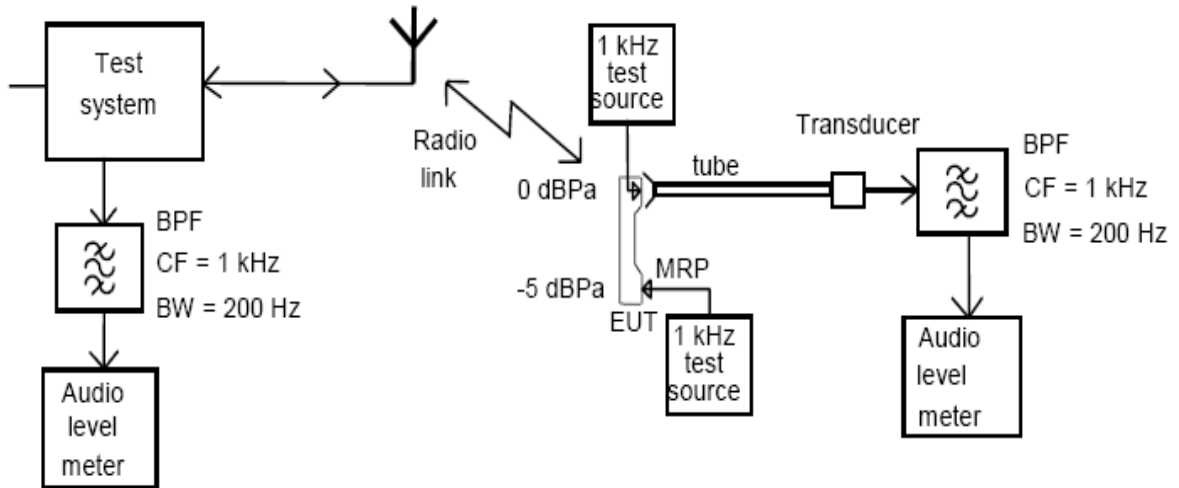 Test
system
BPF
CF = 1 kHz
BW = 200 Hz
Audio
level
meter
Radio
link
1 kHz
test
source
0 dBPa
-5 dBPa
EUT
MRP
1 kHz
test
source
tube
Transducer
BPF
CF = 1 kHz
BW = 200 Hz
Audio
level
meter